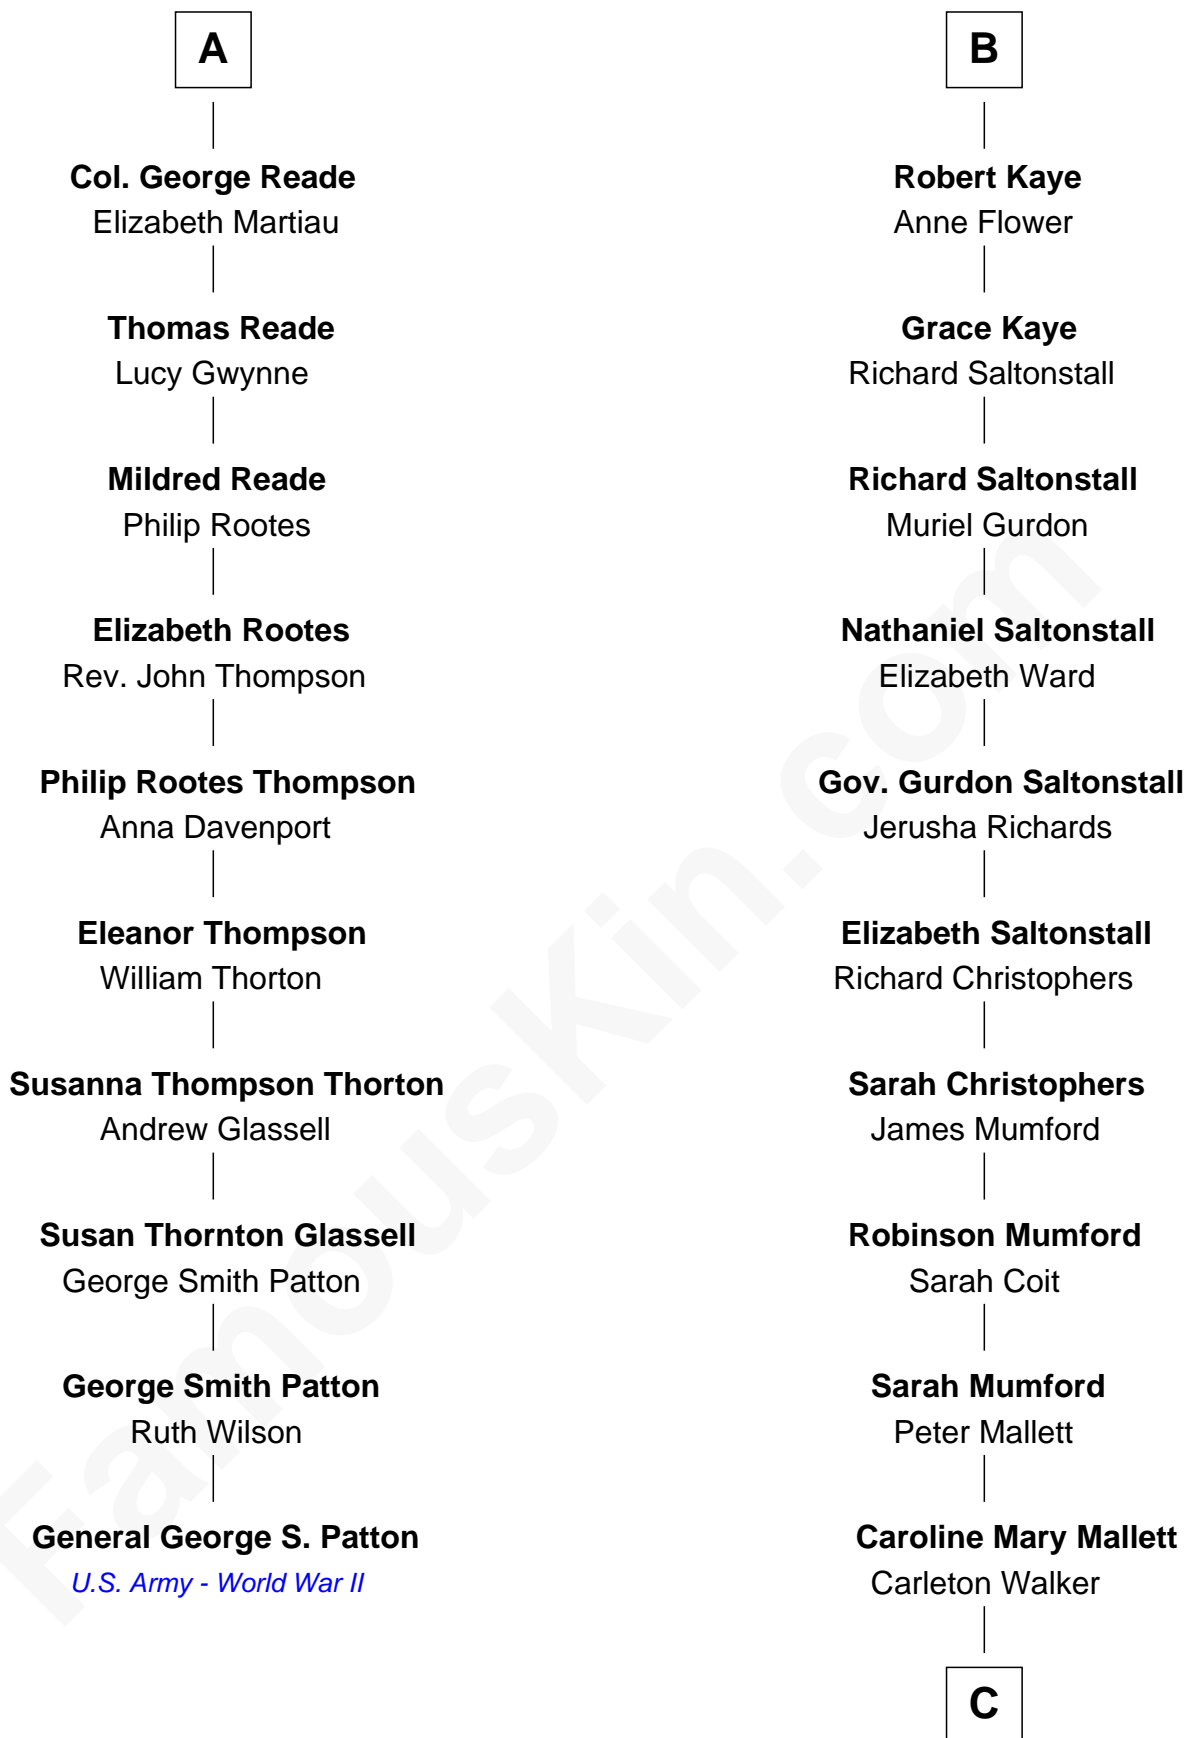 A
Col. George Reade
Elizabeth Martiau
Thomas Reade
Lucy Gwynne
Mildred Reade
Philip Rootes
Elizabeth Rootes
Rev. John Thompson
Philip Rootes Thompson
Anna Davenport
Eleanor Thompson
William Thorton
Susanna Thompson Thorton
Andrew Glassell
Susan Thornton Glassell
George Smith Patton
George Smith Patton
Ruth Wilson
General George S. Patton
U.S. Army - World War II
B
Robert Kaye
Anne Flower
Grace Kaye
Richard Saltonstall
Richard Saltonstall
Muriel Gurdon
Nathaniel Saltonstall
Elizabeth Ward
Gov. Gurdon Saltonstall
Jerusha Richards
Elizabeth Saltonstall
Richard Christophers
Sarah Christophers
James Mumford
Robinson Mumford
Sarah Coit
Sarah Mumford
Peter Mallett
Caroline Mary Mallett
Carleton Walker
C
FamousKin.com